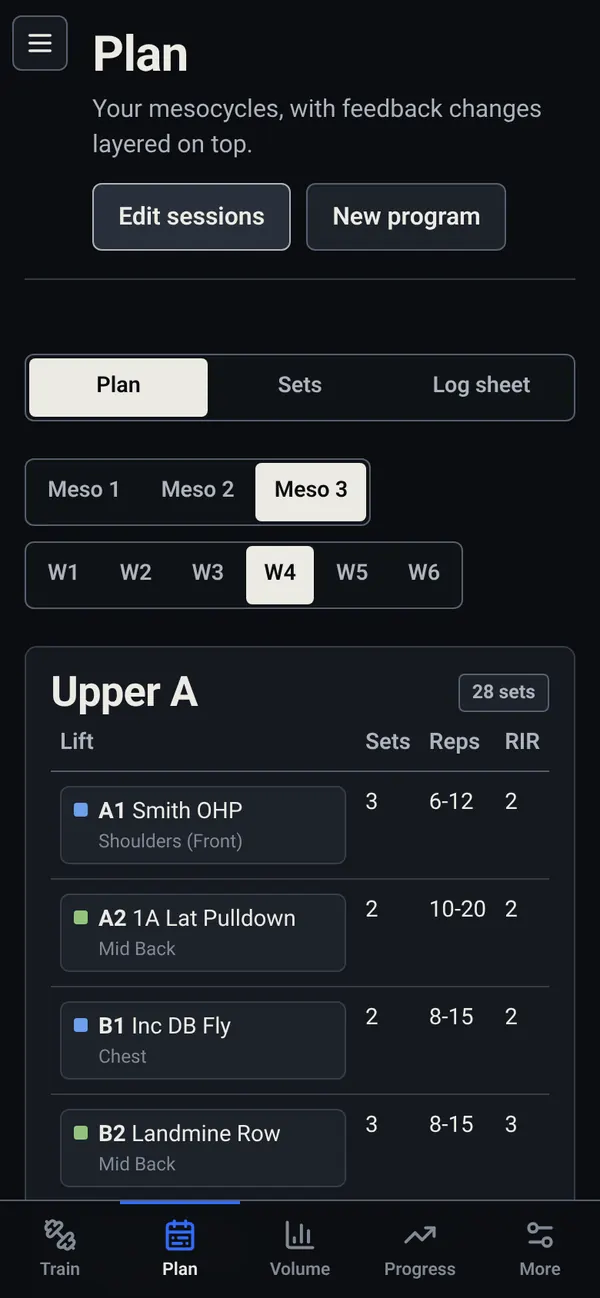 Plan
Your mesocycles, with feedback changes
layered on top.
Edit sessions New program
Plan Sets Log sheet
Meso 1 Meso 2 Meso 3
W1 W2 W3 W4 W5 W6
Upper A 28 sets
Lift Sets Reps RIR
A1 Smith OHP 3 6-12 2
Shoulders (Front)
A2 1A Lat Pulldown 2 10-20 2
Mid Back
B1 Inc DB Fly 2 8-15 2
Chest
B2 Landmine Row 3 8-15 3
Mid Back
Train Plan Volume Progress More